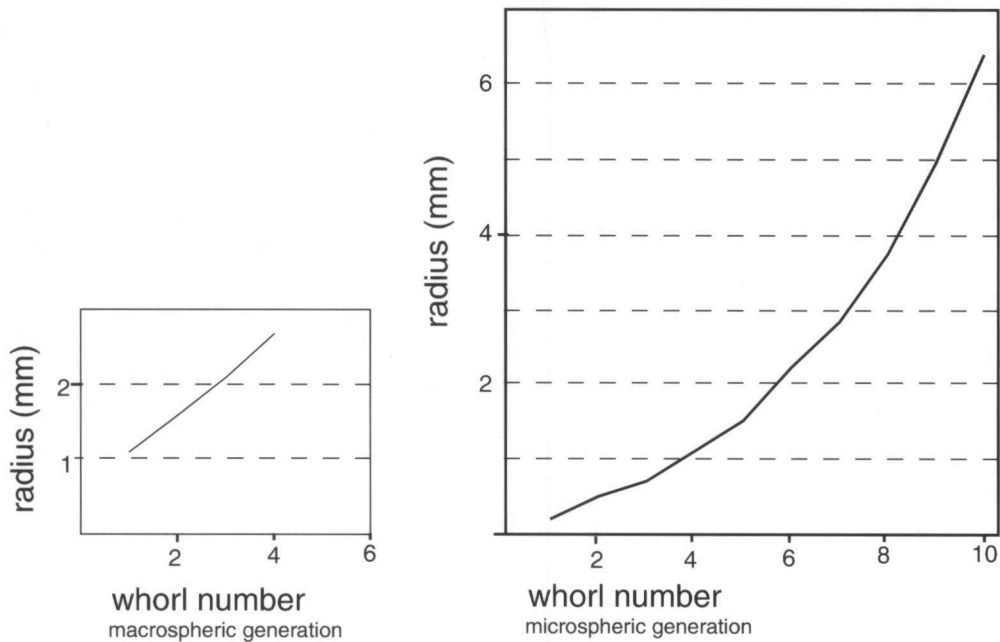 radius (mm)
2
1
2
4
6
whorl number
macrospheric generation
radius (mm)
6
4
2
2
4
6
8
10
whorl number
microspheric generation